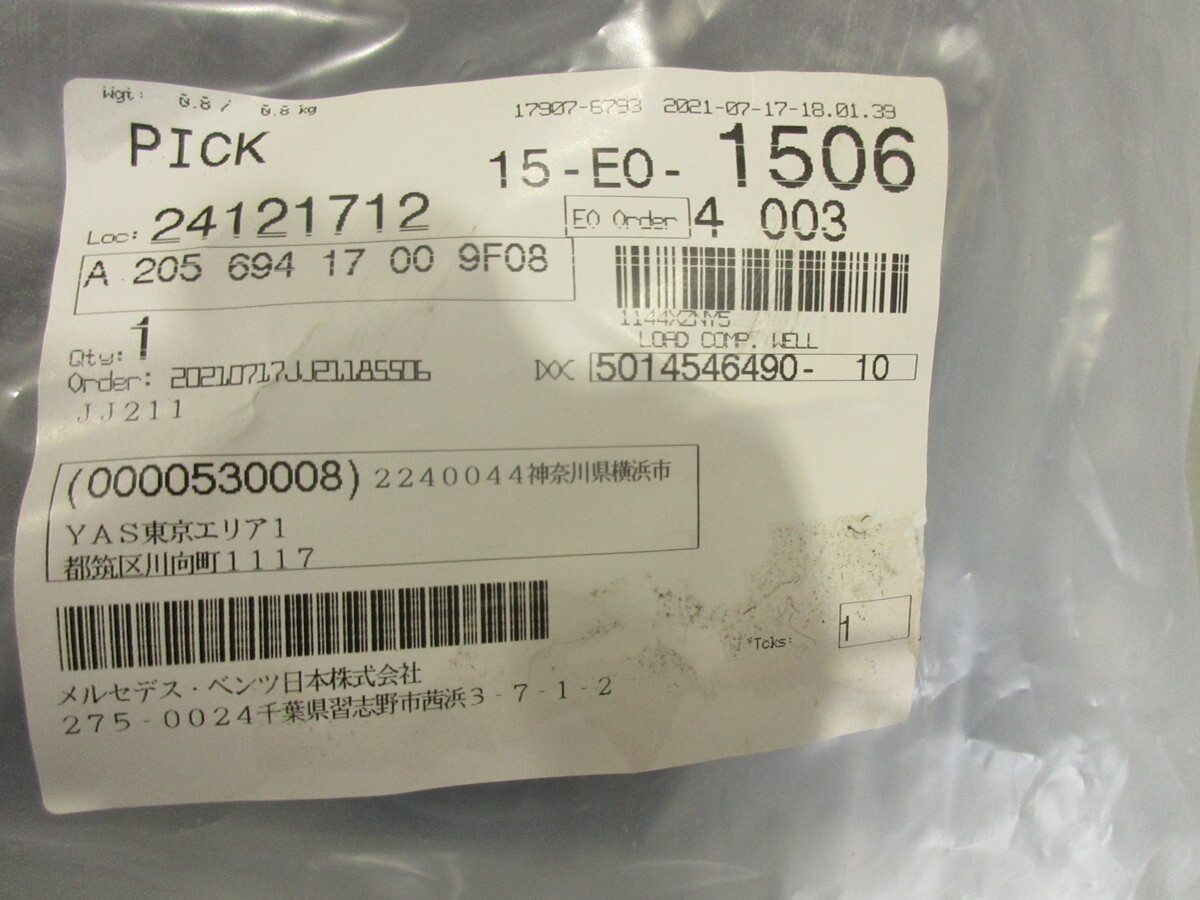 Wgt: 0.8 / 0.8 kg
17907-6793 2021-07-17-18.01.39
PICK
15-EO- 1506
Loc: 24121712
EO Order 4 003
A 205 694 17 00 9F08
1144XZNY5
LOAD COMP. WELL
Qty: 1
Order: 20210717JJ21185506
5014546490- 10
JJ211
(0000530008) 2240044神奈川県横浜市
YAS東京エリア1
都筑区川向町1117
*Tcks: 1
メルセデス・ベンツ日本株式会社
275-0024千葉県習志野市茜浜3-7-1-2